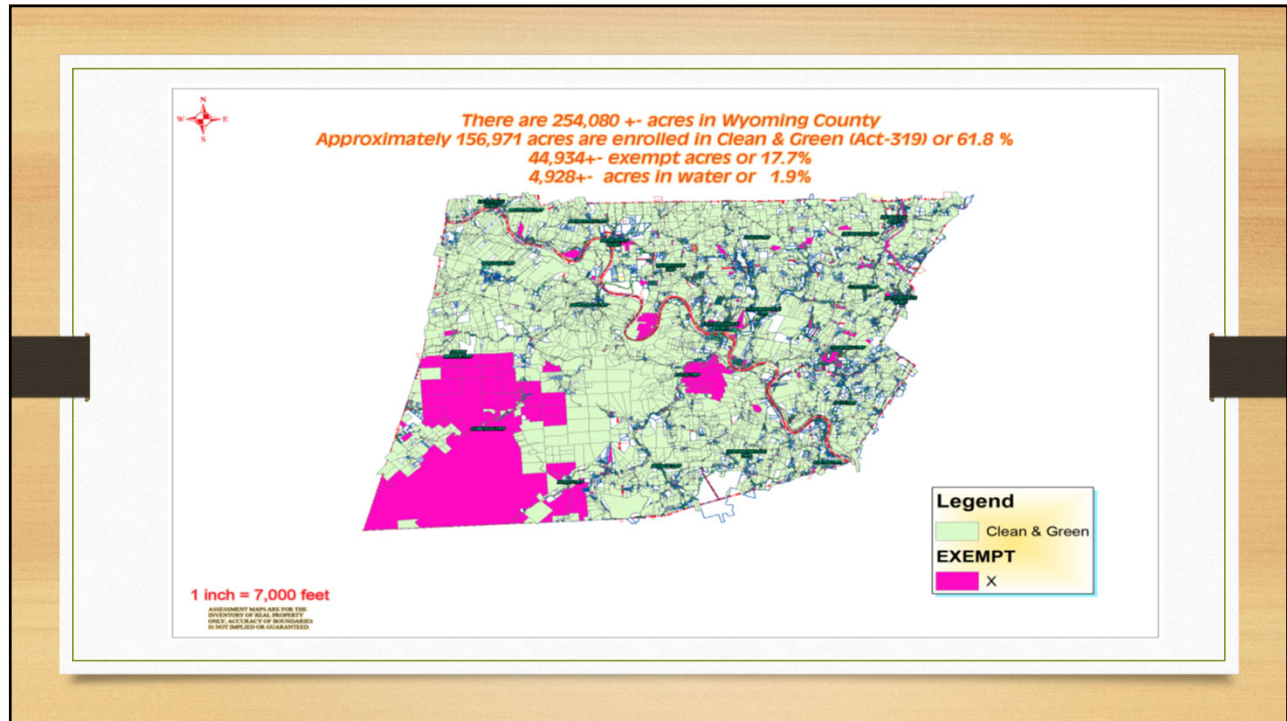 N
W E
S
There are 254,080 +- acres in Wyoming County
Approximately 156,971 acres are enrolled in Clean & Green (Act-319) or 61.8 %
44,934+- exempt acres or 17.7%
4,928+- acres in water or 1.9%
Legend
Clean & Green
EXEMPT
X
1 inch = 7,000 feet
ASSESSMENT MAPS ARE FOR THE
INVENTORY OF REAL PROPERTY
ONLY; ACCURACY OF BOUNDARIES
IS NOT IMPLIED OR GUARANTEED.